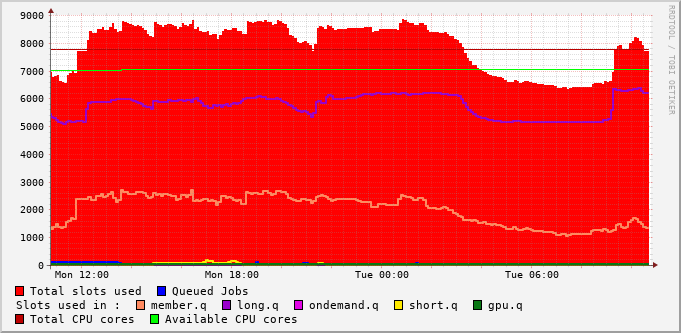 9000
8000
7000
6000
5000
4000
3000
2000
1000
0
Mon 12:00 Mon 18:00 Tue 00:00 Tue 06:00
RRDTOOL / TOBI OETIKER
Total slots used Queued Jobs
Slots used in : member.q long.q ondemand.q short.q gpu.q
Total CPU cores Available CPU cores